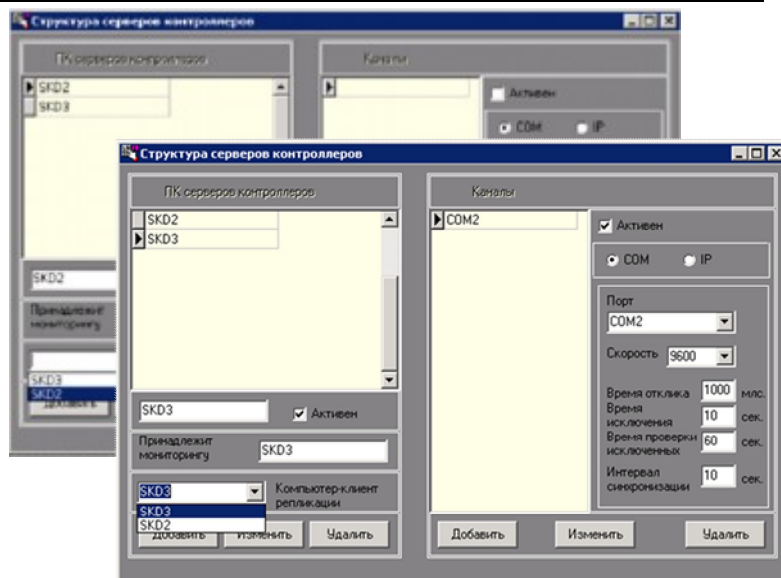 Структура серверов контроллеров
ПК серверов контроллеров
Каналы
SKD2
SKD3
Активен
COM IP
SKD2
Принадлежит
мониторингу
SKD3
SKD2
Добавить
Структура серверов контроллеров
ПК серверов контроллеров
Каналы
SKD2
SKD3
COM2
Активен
COM IP
Порт
COM2
Скорость 9600
Время отклика 1000 млс.
Время
исключения 10 сек.
Время проверки
исключенных 60 сек.
Интервал
синхронизации 10 сек.
SKD3 Активен
Принадлежит
мониторингу SKD3
SKD3 Компьютер-клиент
репликации
SKD3
SKD2
Добавить Изменить Удалить
Добавить Изменить Удалить